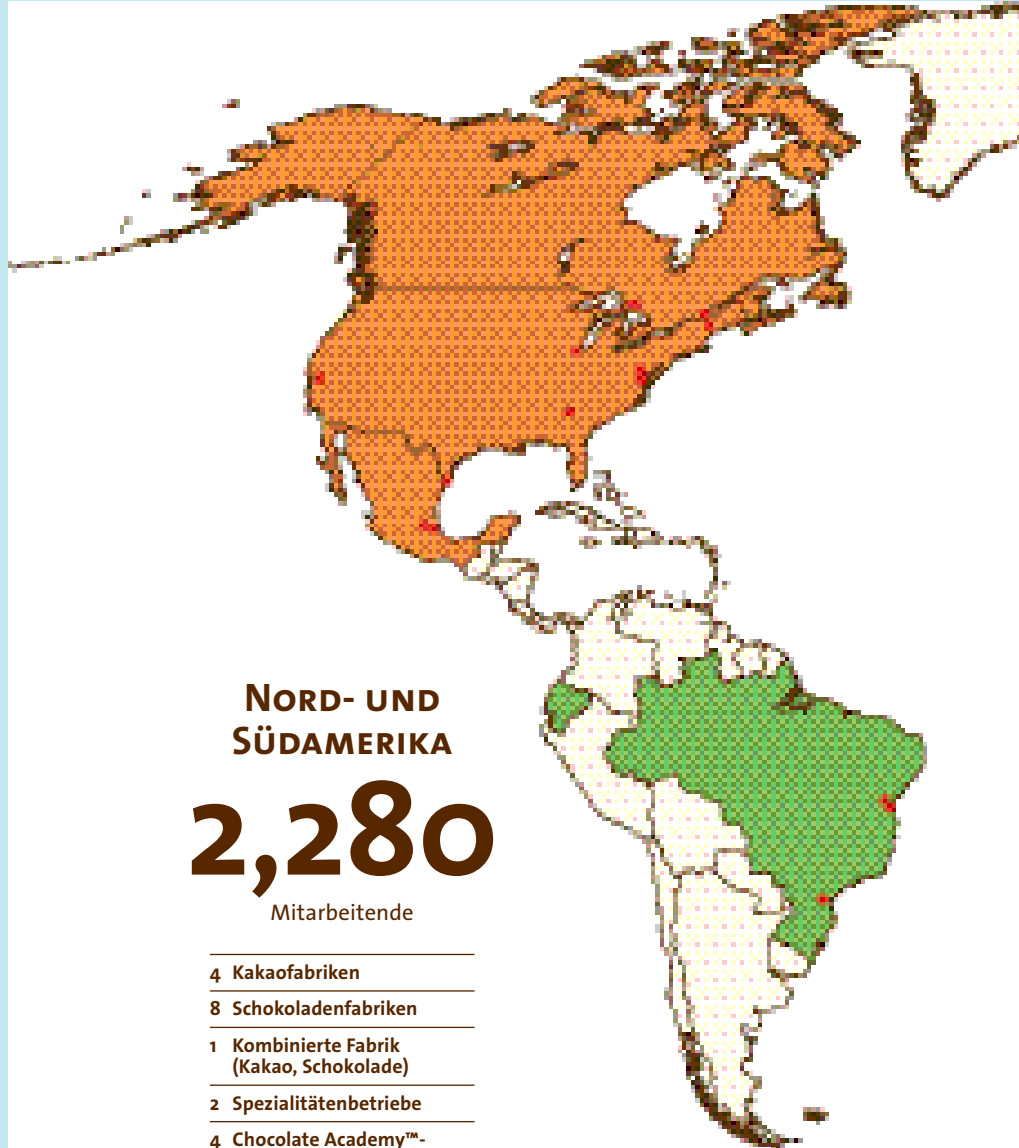 Nord- und
Südamerika
2,280
Mitarbeitende
4 Kakaofabriken
8 Schokoladenfabriken
1 Kombinierte Fabrik
(Kakao, Schokolade)
2 Spezialitätenbetriebe
4 Chocolate Academy™-